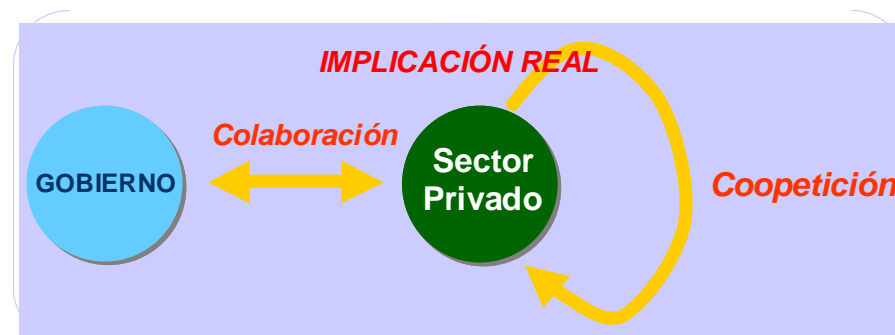 IMPLICACIÓN REAL
Colaboración
GOBIERNO
Sector
Privado
Coopetición